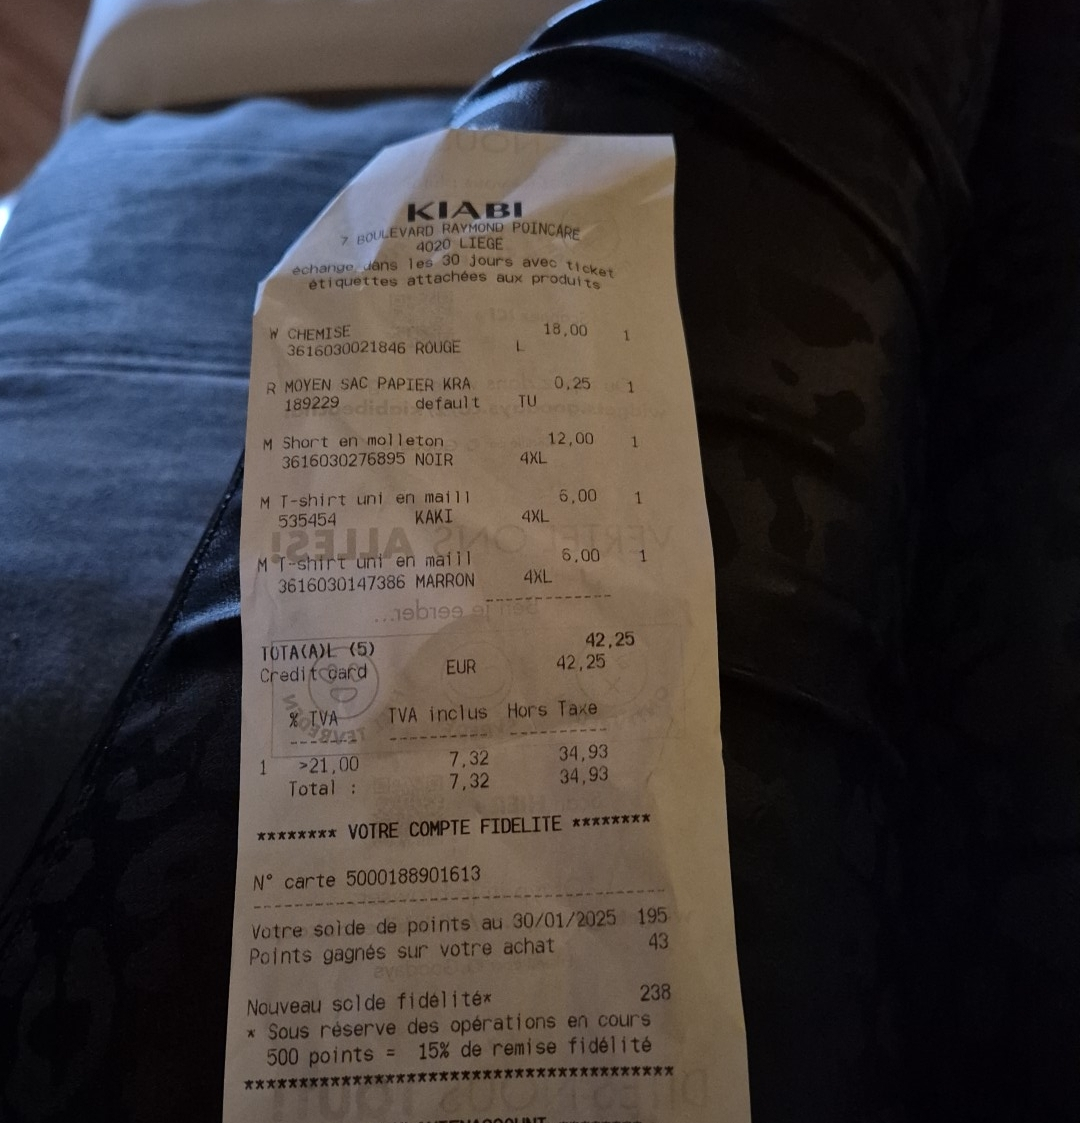 KIABI
7 BOULEVARD RAYMOND POINCARE
4020 LIEGE
échange dans les 30 jours avec ticket
étiquettes attachées aux produits
W CHEMISE 18,00 1
3616030021846 ROUGE L
R MOYEN SAC PAPIER KRA 0,25 1
189229 default TU
M Short en molleton 12,00 1
3616030276895 NOIR 4XL
M T-shirt uni en maill 6,00 1
535454 KAKI 4XL
M T-shirt uni en maill 6,00 1
3616030147386 MARRON 4XL
------------
TOTA(A)L (5) 42,25
Credit card EUR 42,25
% TVA TVA inclus Hors Taxe
------- ----------- ----------
1 >21,00 7,32 34,93
Total : 7,32 34,93
******** VOTRE COMPTE FIDELITE ********
N° carte 5000188901613
----------------------------------------
Votre solde de points au 30/01/2025 195
Points gagnés sur votre achat 43
Nouveau solde fidélité* 238
* Sous réserve des opérations en cours
500 points = 15% de remise fidélité
****************************************